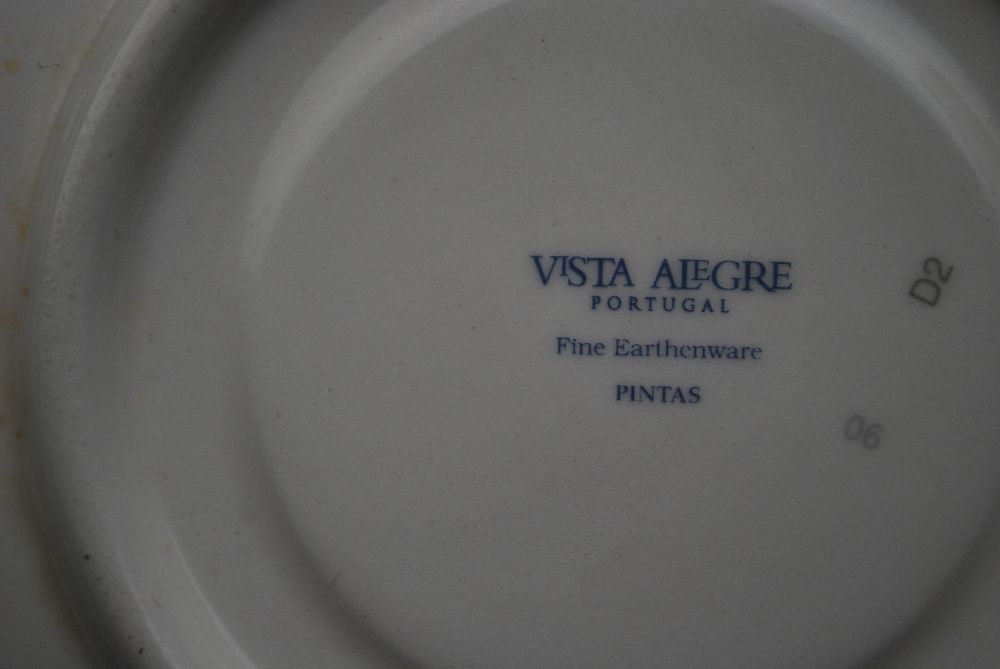 VISTA ALEGRE
PORTUGAL
Fine Earthenware
PINTAS
D2
06